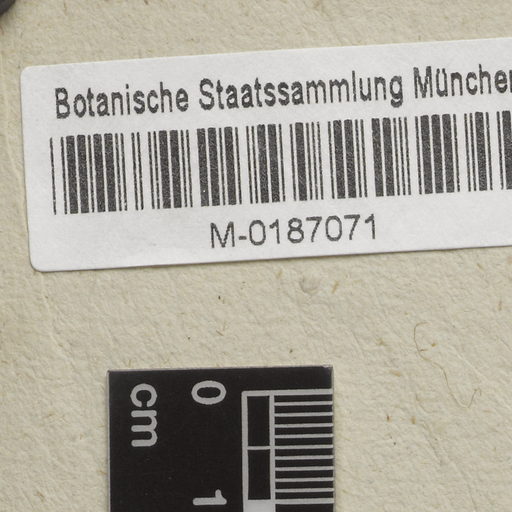 Botanische Staatssammlung München
M-0187071
cm
0
1